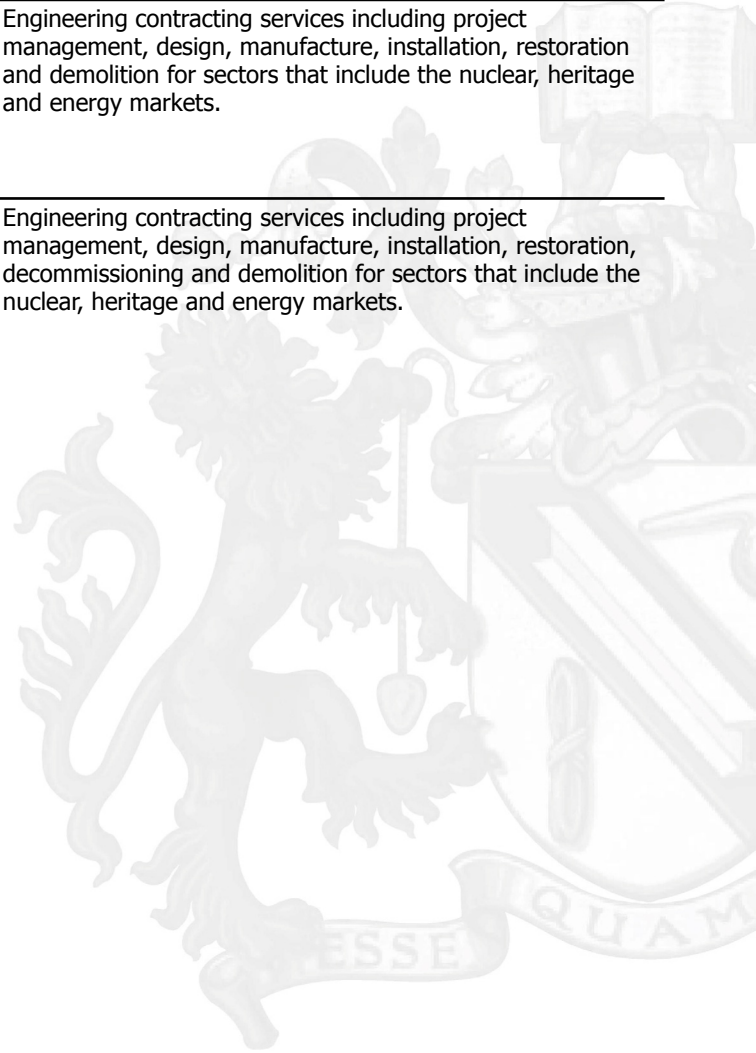 Engineering contracting services including project
management, design, manufacture, installation, restoration
and demolition for sectors that include the nuclear, heritage
and energy markets.
Engineering contracting services including project
management, design, manufacture, installation, restoration,
decommissioning and demolition for sectors that include the
nuclear, heritage and energy markets.
ESSE QUAM